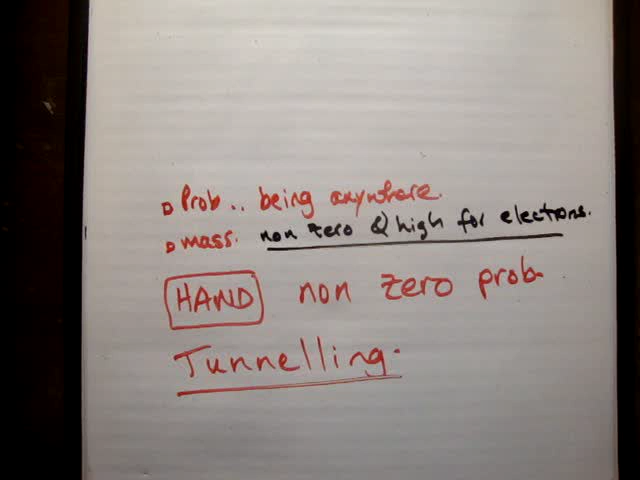 Prob.. being anywhere.
mass. non zero & high for electrons.
HAND non zero prob
Tunnelling.